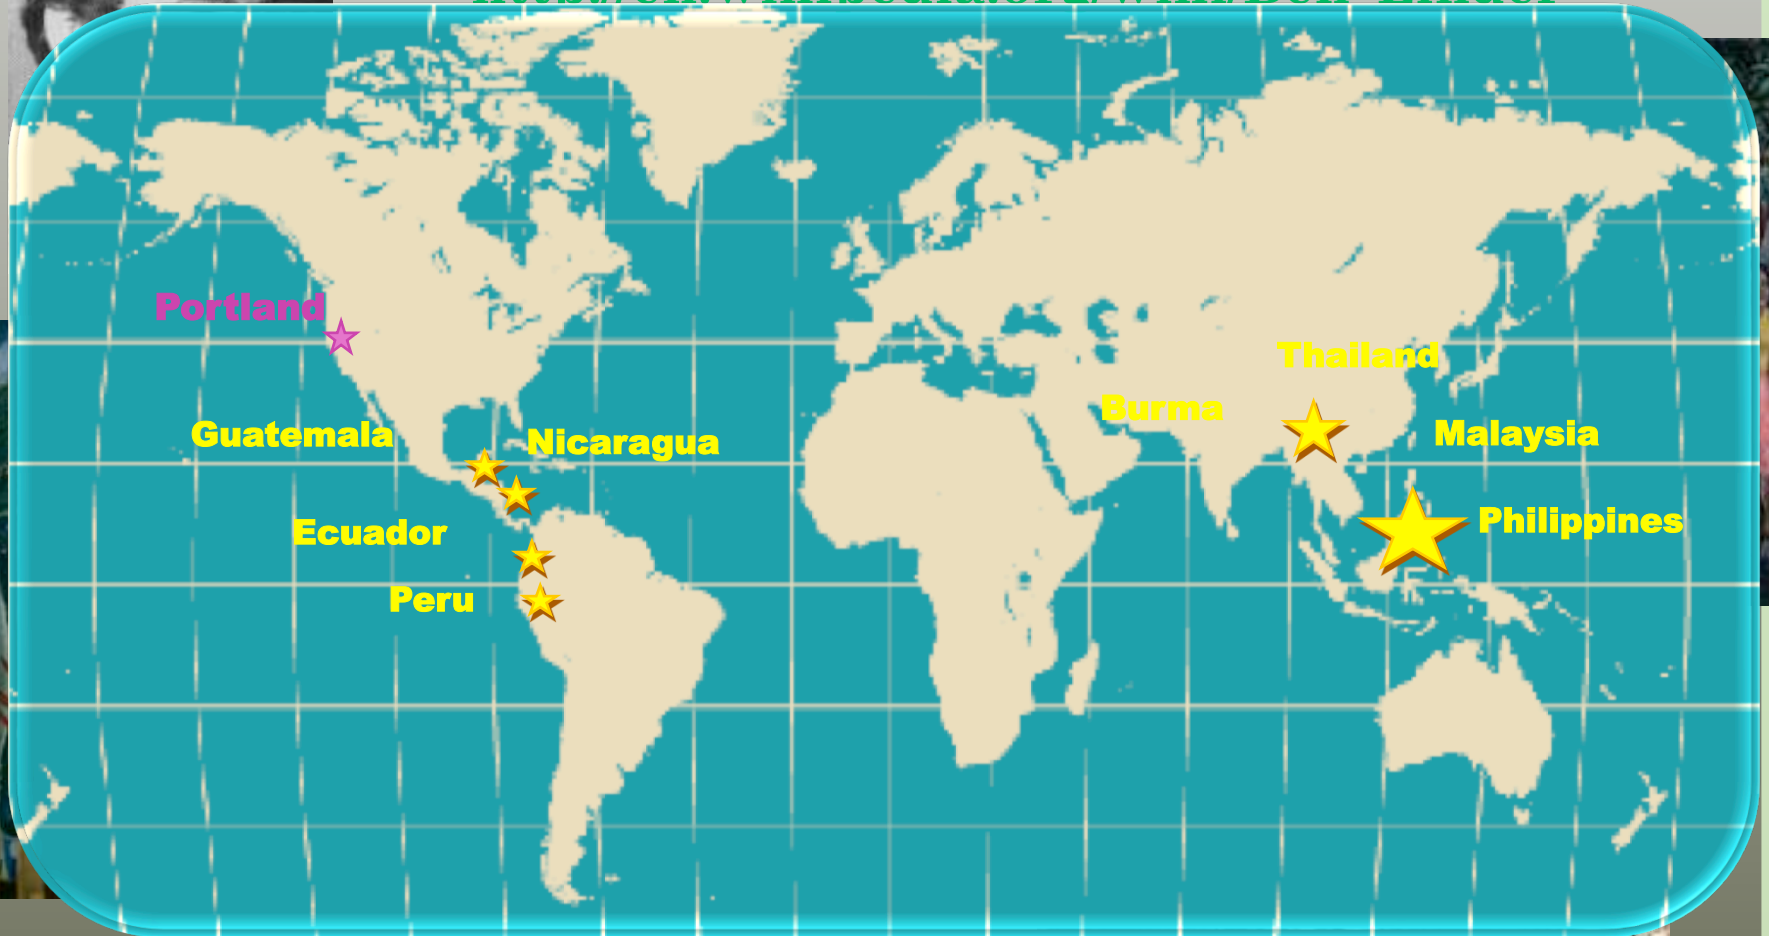 Portland
Thailand
Burma
Guatemala
Nicaragua
Malaysia
Philippines
Ecuador
Peru